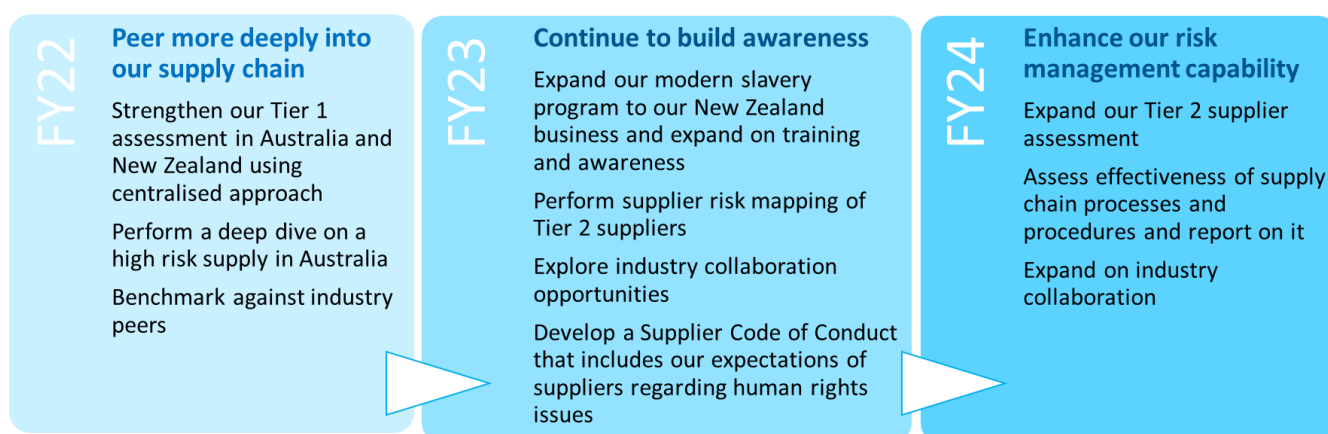 FY22
Peer more deeply into
our supply chain
Strengthen our Tier 1
assessment in Australia and
New Zealand using
centralised approach
Perform a deep dive on a
high risk supply in Australia
Benchmark against industry
peers
FY23
Continue to build awareness
Expand our modern slavery
program to our New Zealand
business and expand on training
and awareness
Perform supplier risk mapping of
Tier 2 suppliers
Explore industry collaboration
opportunities
Develop a Supplier Code of Conduct
that includes our expectations of
suppliers regarding human rights
issues
FY24
Enhance our risk
management capability
Expand our Tier 2 supplier
assessment
Assess effectiveness of supply
chain processes and
procedures and report on it
Expand on industry
collaboration